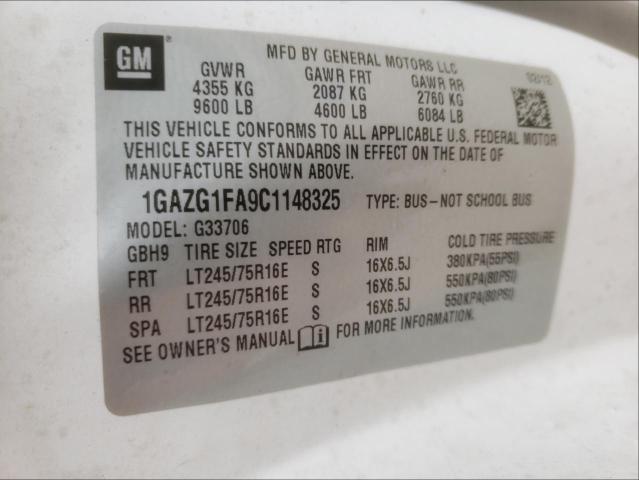 GM
MFD BY GENERAL MOTORS LLC 02/12
GVWR GAWR FRT GAWR RR
4355 KG 2087 KG 2760 KG
9600 LB 4600 LB 6084 LB
THIS VEHICLE CONFORMS TO ALL APPLICABLE U.S. FEDERAL MOTOR
VEHICLE SAFETY STANDARDS IN EFFECT ON THE DATE OF
MANUFACTURE SHOWN ABOVE.
1GAZG1FA9C1148325 TYPE: BUS-NOT SCHOOL BUS
MODEL: G33706
GBH9 TIRE SIZE SPEED RTG RIM COLD TIRE PRESSURE
FRT LT245/75R16E S 16X6.5J 380KPA(55PSI)
RR LT245/75R16E S 16X6.5J 550KPA(80PSI)
SPA LT245/75R16E S 16X6.5J 550KPA(80PSI)
SEE OWNER'S MANUAL i FOR MORE INFORMATION.